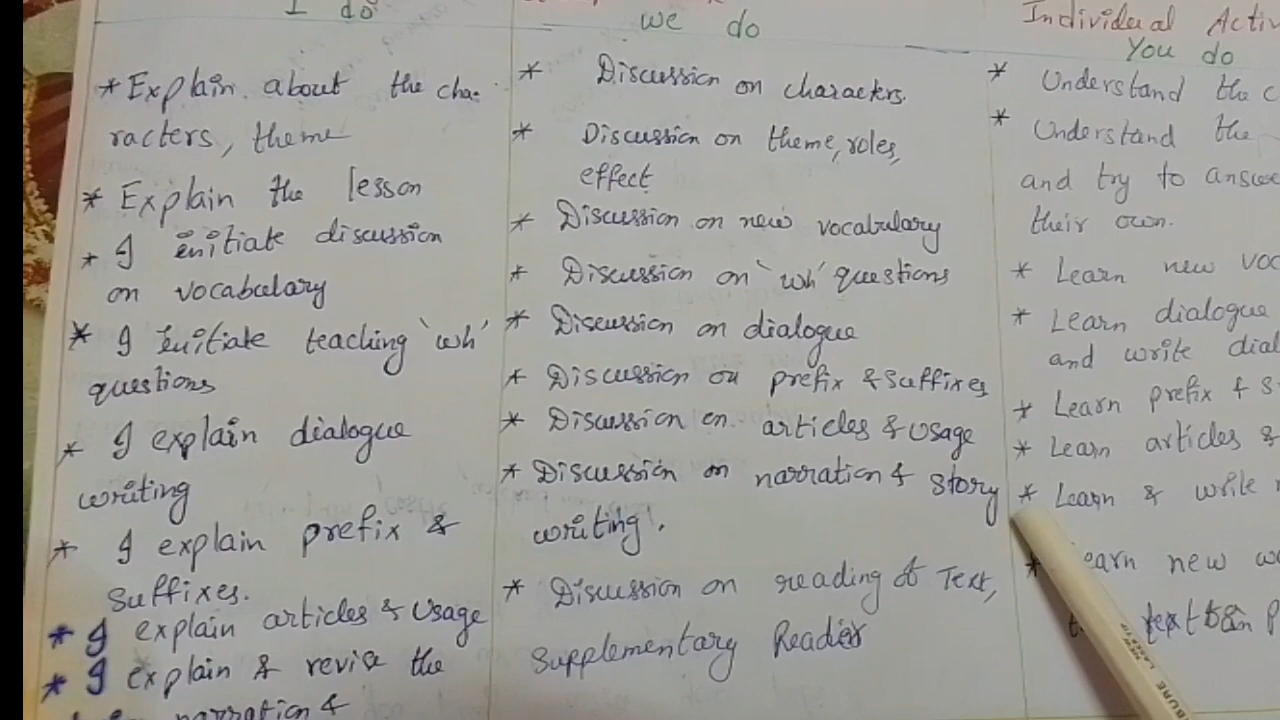 I do
*Explain about the cha-
racters, theme
* Explain the lesson
* I initiate discussion
on vocabulary
* I initiate teaching 'wh'
questions
* I explain dialogue
writing
* I explain prefix &
suffixes.
* I explain articles & Usage
* I explain & revise the
narration &
we do
* Discussion on characters.
* Discussion on theme, roles,
effect
* Discussion on new vocabulary
* Discussion on 'wh' questions
* Discussion on dialogue
* Discussion on prefix & suffixes
* Discussion on articles & Usage
* Discussion on narration & story
writing.
* Discussion on reading of Text,
Supplementary Reader
Individual
You do
* Understand the
* Understand the
and try to
their own.
* Learn new
* Learn dialogue
and write
* Learn prefix &
* Learn articles &
* Learn & write
* Learn new